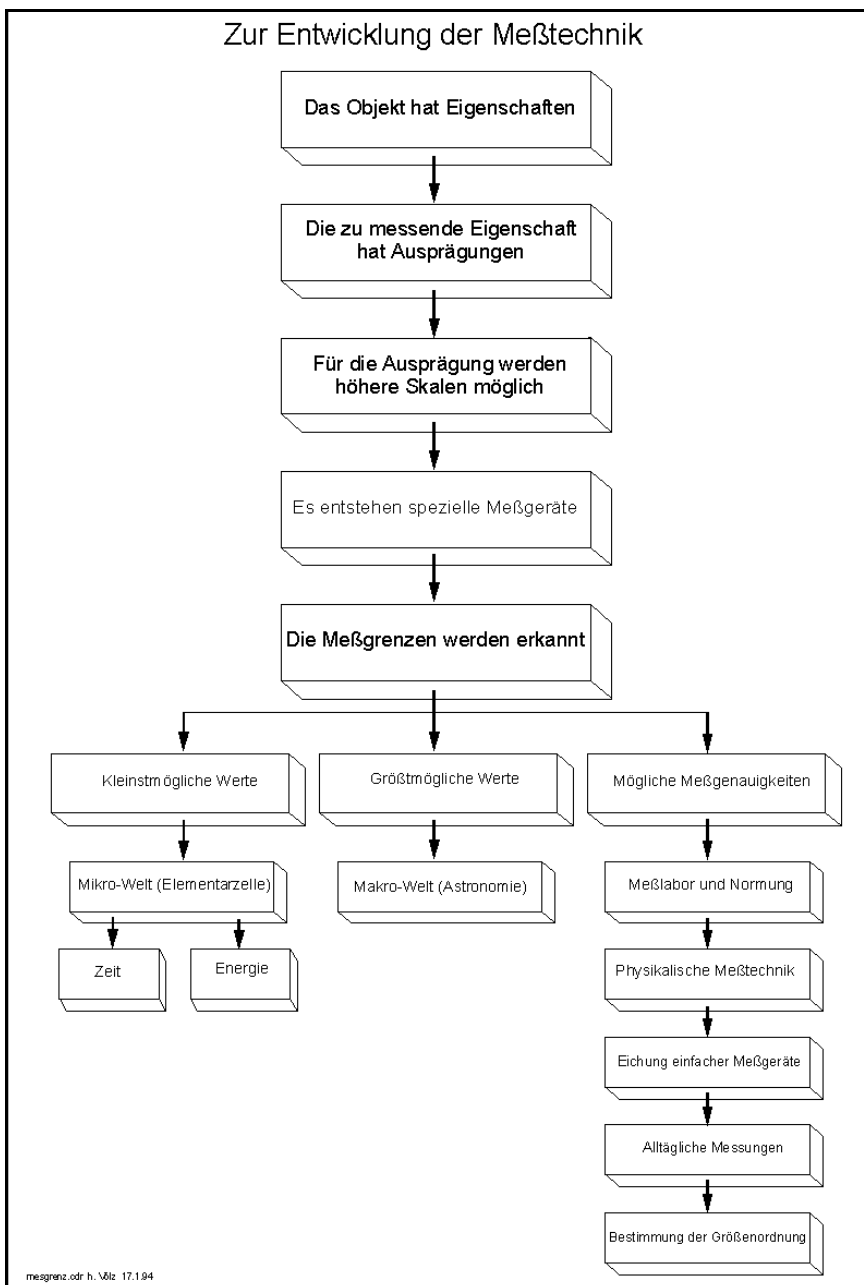 Zur Entwicklung der Meßtechnik
Das Objekt hat Eigenschaften
Die zu messende Eigenschaft
hat Ausprägungen
Für die Ausprägung werden
höhere Skalen möglich
Es entstehen spezielle Meßgeräte
Die Meßgrenzen werden erkannt
Kleinstmögliche Werte
Größtmögliche Werte
Mögliche Meßgenauigkeiten
Mikro-Welt (Elementarzelle)
Makro-Welt (Astronomie)
Meßlabor und Normung
Zeit
Energie
Physikalische Meßtechnik
Eichung einfacher Meßgeräte
Alltägliche Messungen
Bestimmung der Größenordnung
mesgrenz.cdr h. Völz 17.1.94